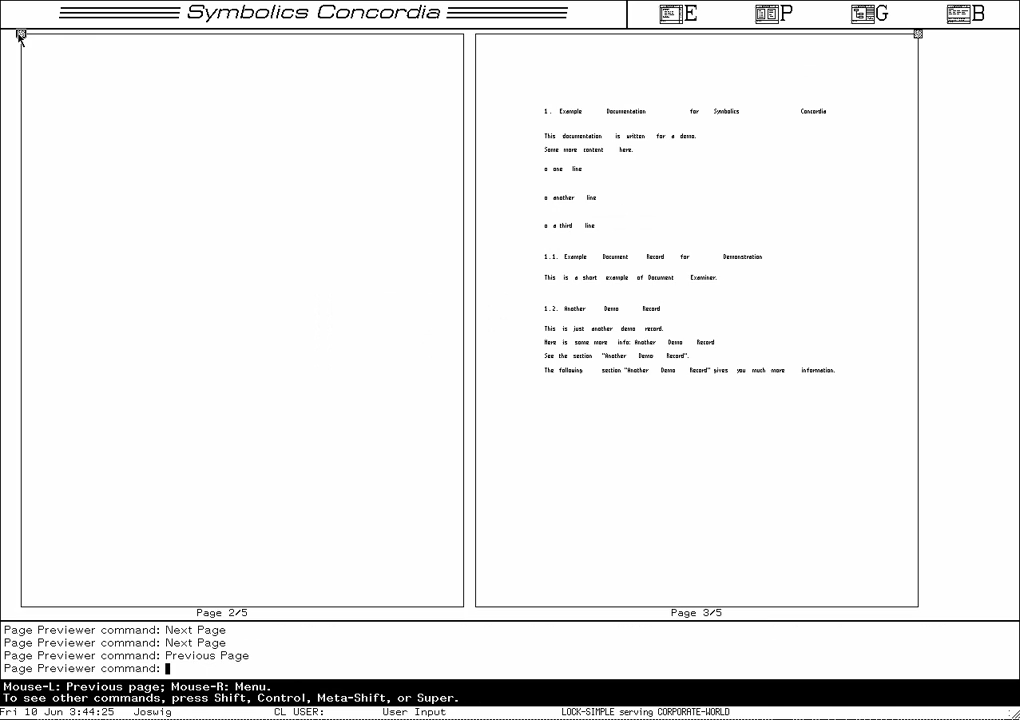 Symbolics Concordia
E P G B
1. Example Documentation for Symbolics Concordia
This documentation is written for a demo.
Some more content here.
o one line
o another line
o a third line
1.1. Example Document Record for Demonstration
This is a short example of Document Examiner.
1.2. Another Demo Record
This is just another demo record.
Here is some more info: Another Demo Record
See the section "Another Demo Record".
The following section "Another Demo Record" gives you much more information.
Page 2/5
Page 3/5
Page Previewer command: Next Page
Page Previewer command: Next Page
Page Previewer command: Previous Page
Page Previewer command:
Mouse-L: Previous page; Mouse-R: Menu.
To see other commands, press Shift, Control, Meta-Shift, or Super.
Fri 10 Jun 3:44:25 Joswig CL USER: User Input LOCK-SIMPLE serving CORPORATE-WORLD